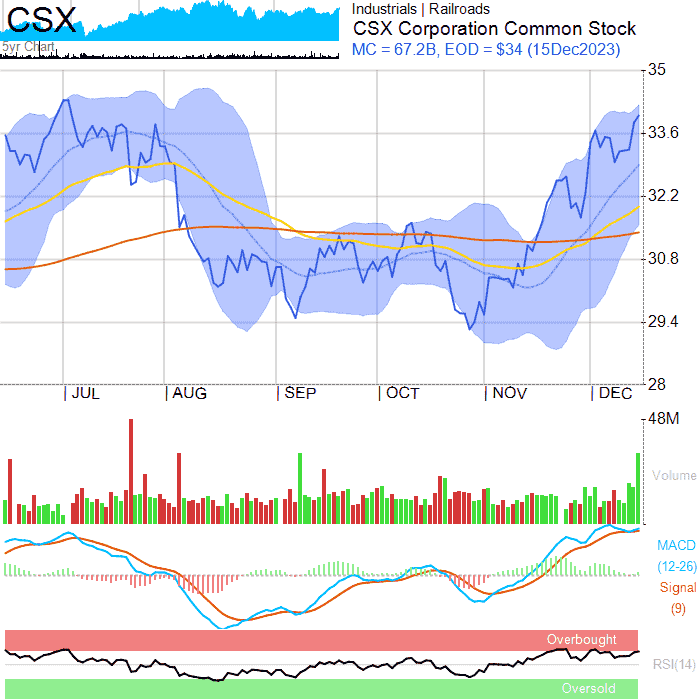 CSX
5yr Chart
Industrials | Railroads
CSX Corporation Common Stock
MC = 67.2B, EOD = $34 (15Dec2023)
35
33.6
32.2
30.8
29.4
28
JUL AUG SEP OCT NOV DEC
48M
Volume
MACD
(12-26)
Signal
(9)
Overbought
RSI(14)
Oversold